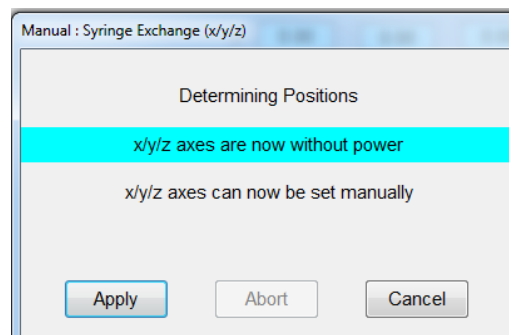 Manual : Syringe Exchange (x/y/z)
Determining Positions
x/y/z axes are now without power
x/y/z axes can now be set manually
Apply Abort Cancel